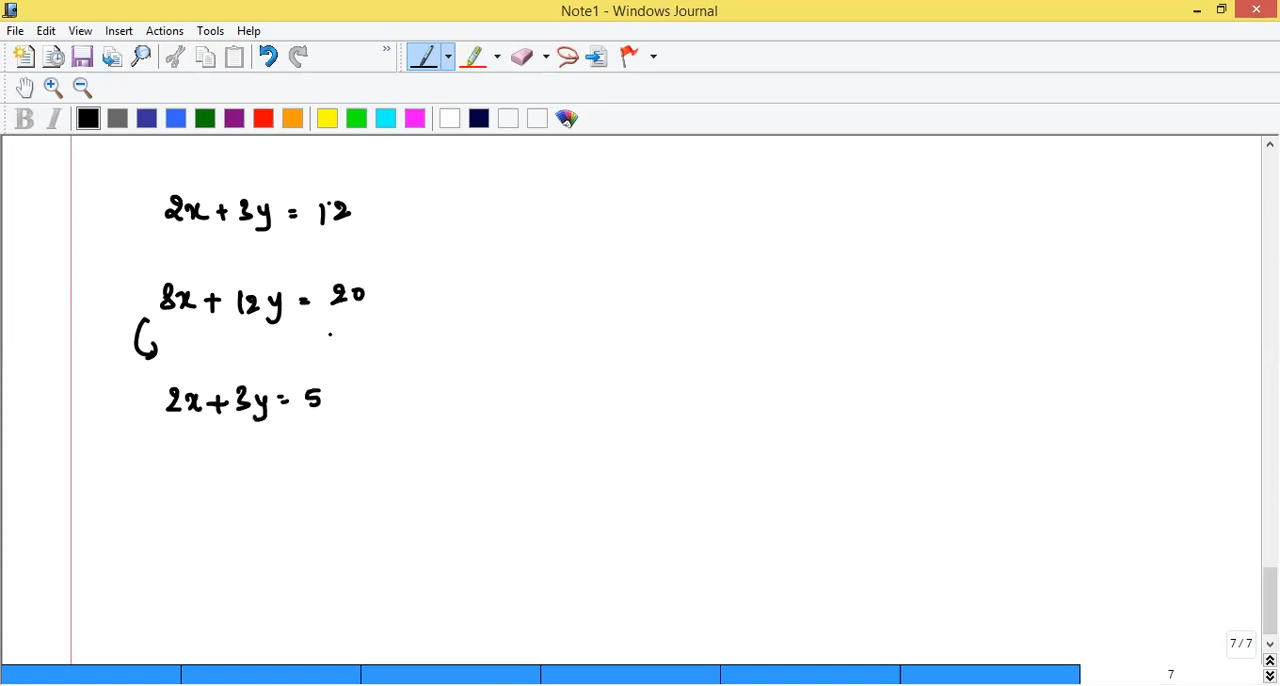 Note1 - Windows Journal
File Edit View Insert Actions Tools Help
B I
2x + 3y = 12
8x + 12y = 20
2x + 3y = 5
7 / 7
7